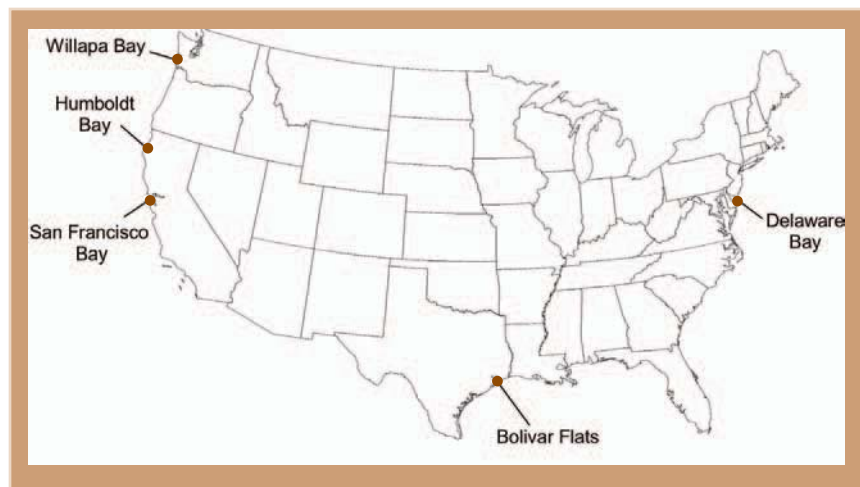 Willapa Bay
Humboldt
Bay
San Francisco
Bay
Delaware
Bay
Bolivar Flats